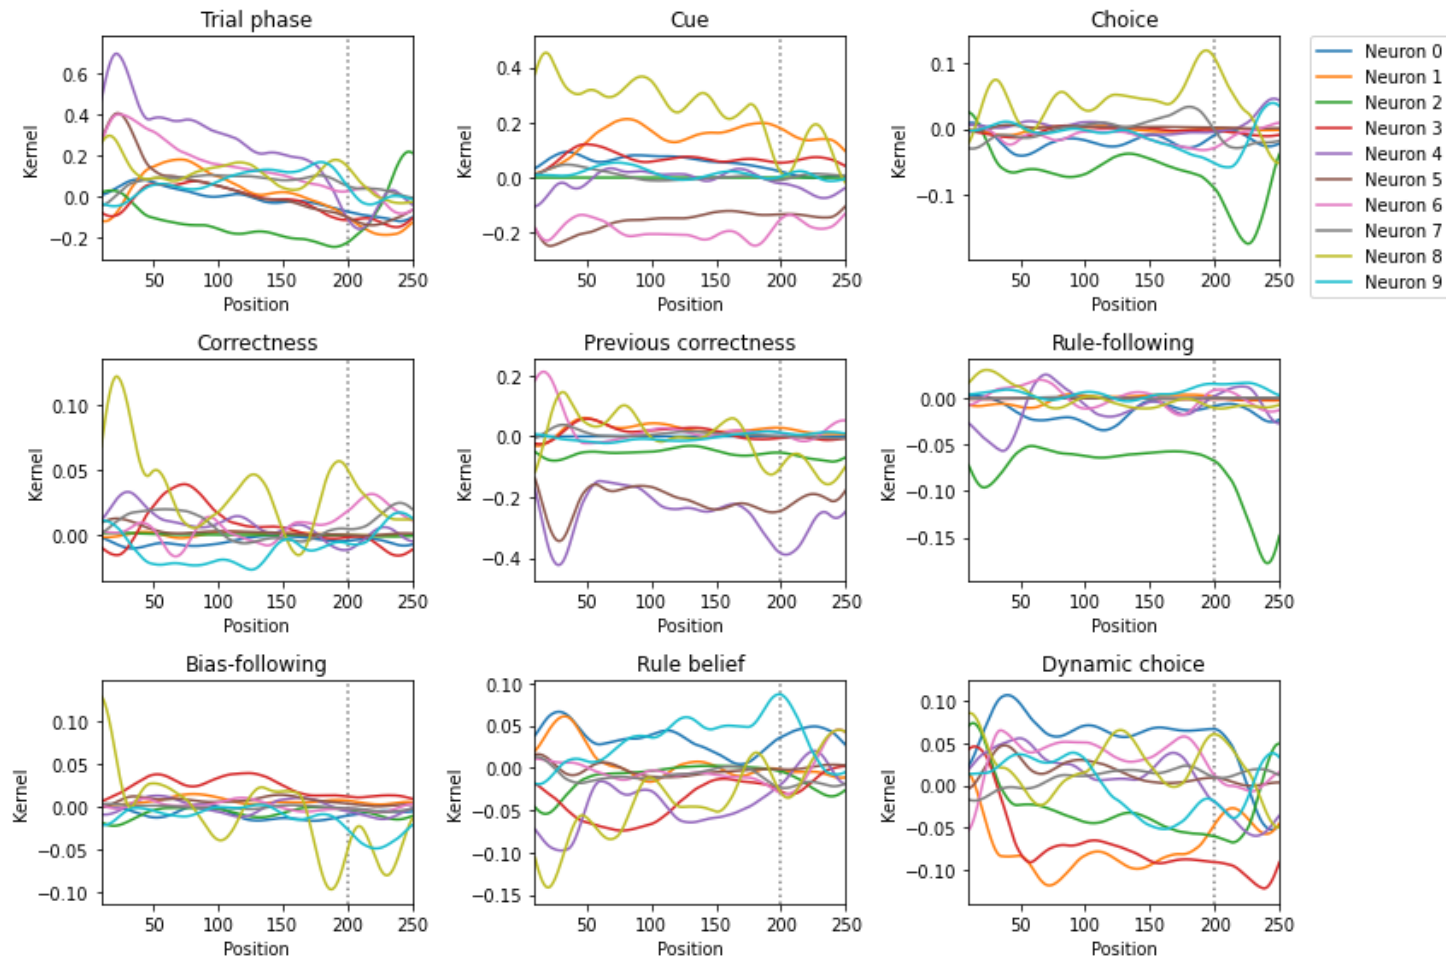 Trial phase
Kernel
0.6
0.4
0.2
0.0
−0.2
50 100 150 200 250
Position
Cue
Kernel
0.4
0.2
0.0
−0.2
50 100 150 200 250
Position
Choice
Kernel
0.1
0.0
−0.1
50 100 150 200 250
Position
Neuron 0
Neuron 1
Neuron 2
Neuron 3
Neuron 4
Neuron 5
Neuron 6
Neuron 7
Neuron 8
Neuron 9
Correctness
Kernel
0.10
0.05
0.00
50 100 150 200 250
Position
Previous correctness
Kernel
0.2
0.0
−0.2
−0.4
50 100 150 200 250
Position
Rule-following
Kernel
0.00
−0.05
−0.10
−0.15
50 100 150 200 250
Position
Bias-following
Kernel
0.10
0.05
0.00
−0.05
−0.10
50 100 150 200 250
Position
Rule belief
Kernel
0.10
0.05
0.00
−0.05
−0.10
−0.15
50 100 150 200 250
Position
Dynamic choice
Kernel
0.10
0.05
0.00
−0.05
−0.10
50 100 150 200 250
Position